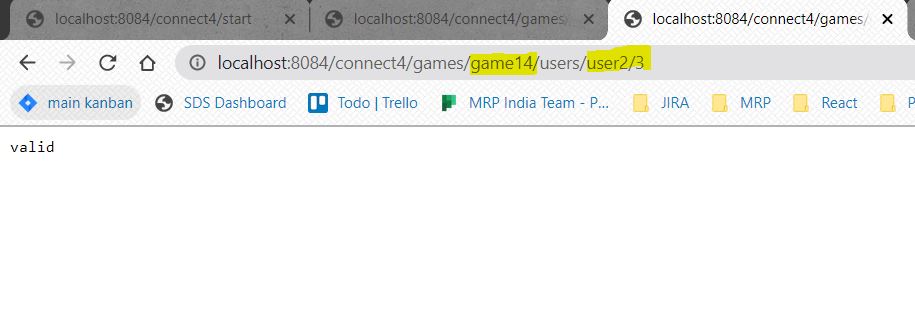 localhost:8084/connect4/start
localhost:8084/connect4/games/
localhost:8084/connect4/games/
localhost:8084/connect4/games/game14/users/user2/3
main kanban
SDS Dashboard
Todo | Trello
MRP India Team - P...
JIRA
MRP
React
P
valid